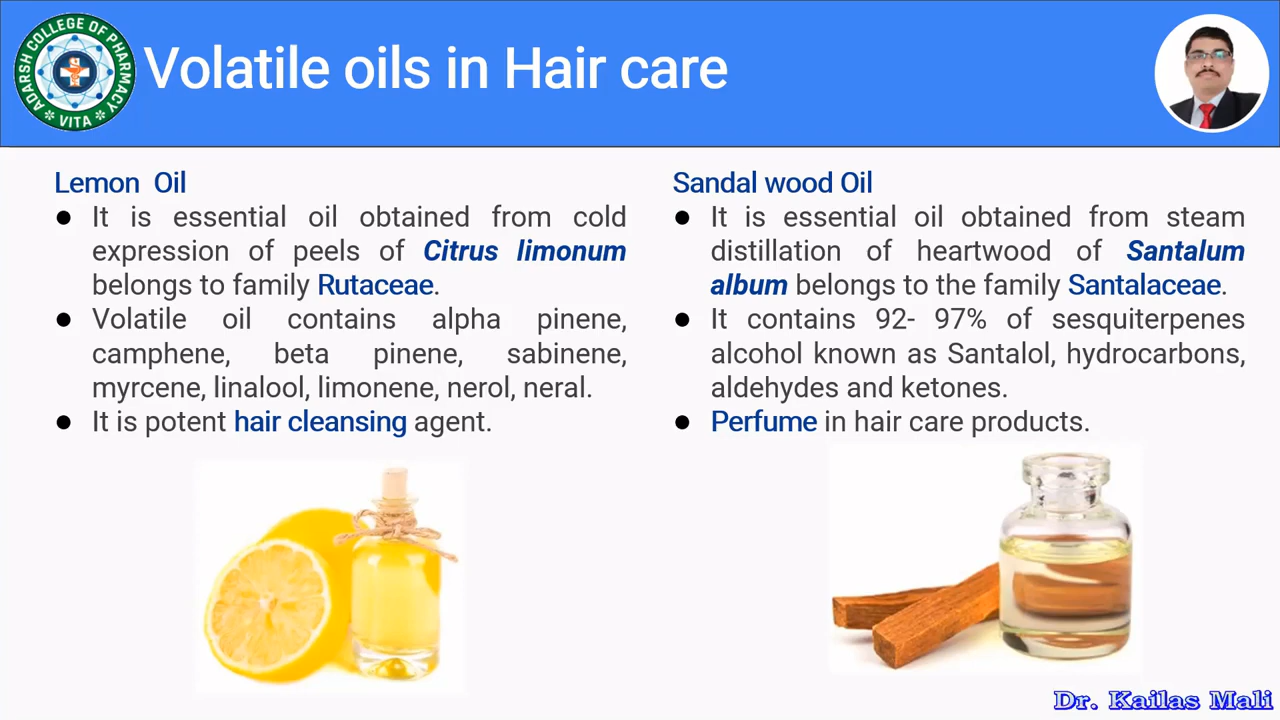 ADARSH COLLEGE OF PHARMACY
VITA
Volatile oils in Hair care
Lemon Oil
● It is essential oil obtained from cold
expression of peels of Citrus limonum
belongs to family Rutaceae.
● Volatile oil contains alpha pinene,
camphene, beta pinene, sabinene,
myrcene, linalool, limonene, nerol, neral.
● It is potent hair cleansing agent.
Sandal wood Oil
● It is essential oil obtained from steam
distillation of heartwood of Santalum
album belongs to the family Santalaceae.
● It contains 92- 97% of sesquiterpenes
alcohol known as Santalol, hydrocarbons,
aldehydes and ketones.
● Perfume in hair care products.
Dr. Kailas Mali